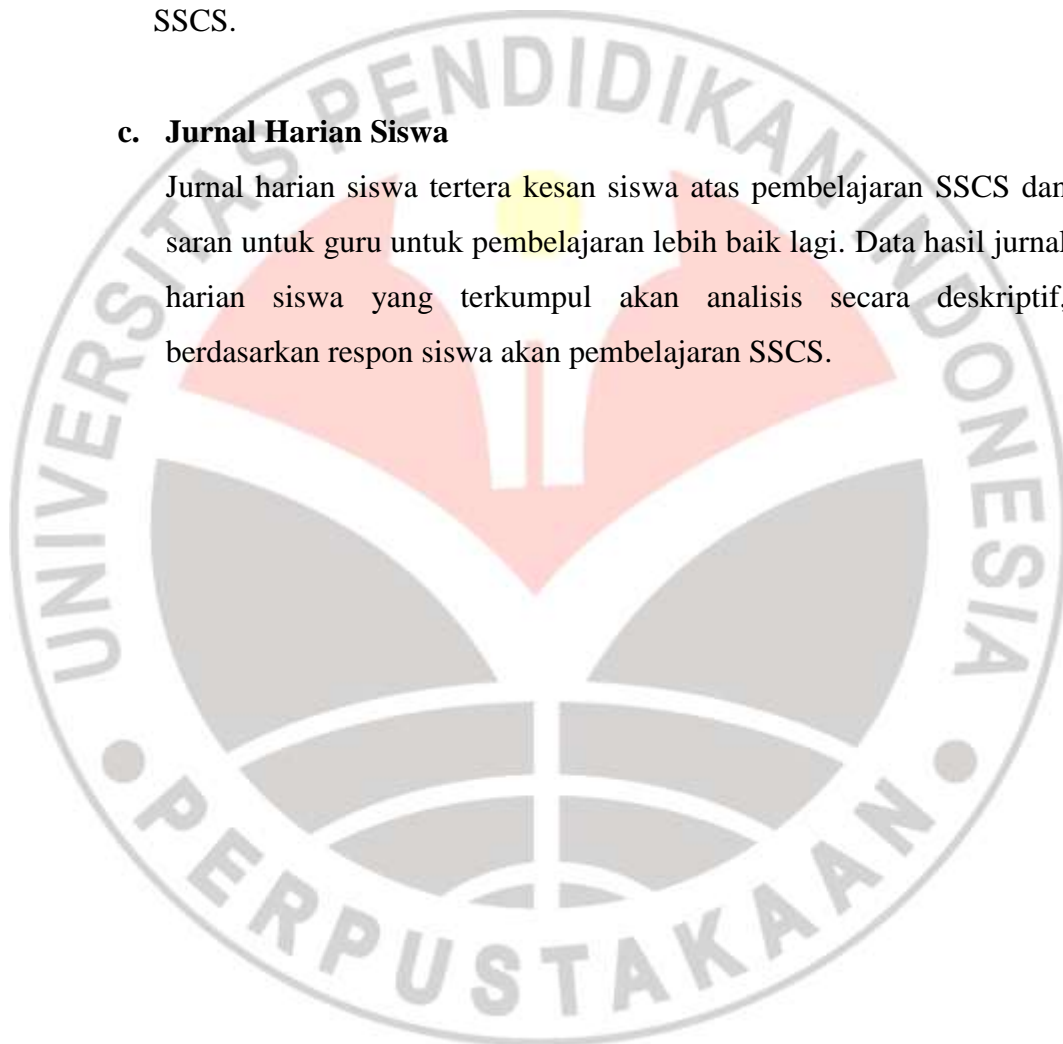 SSCS.
c. Jurnal Harian Siswa
Jurnal harian siswa tertera kesan siswa atas pembelajaran SSCS dan
saran untuk guru untuk pembelajaran lebih baik lagi. Data hasil jurnal
harian siswa yang terkumpul akan analisis secara deskriptif,
berdasarkan respon siswa akan pembelajaran SSCS.
UNIVERSITAS PENDIDIKAN INDONESIA
PERPUSTAKAAN